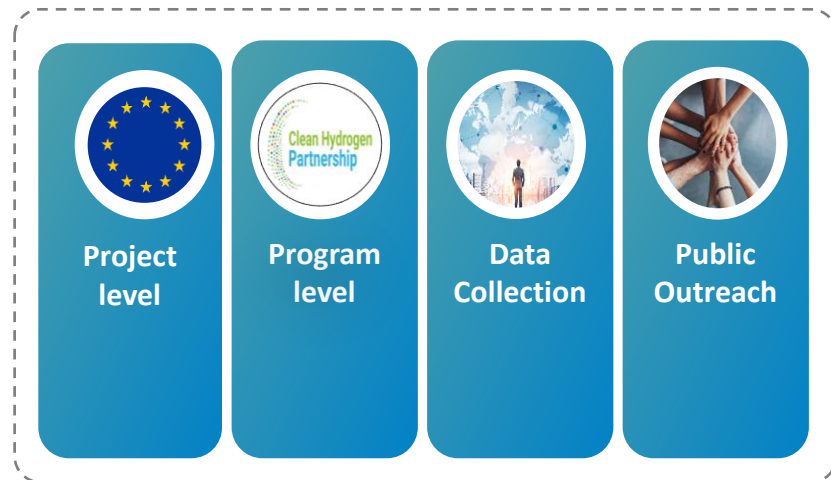 Clean Hydrogen
Partnership
Project
level
Program
level
Data
Collection
Public
Outreach